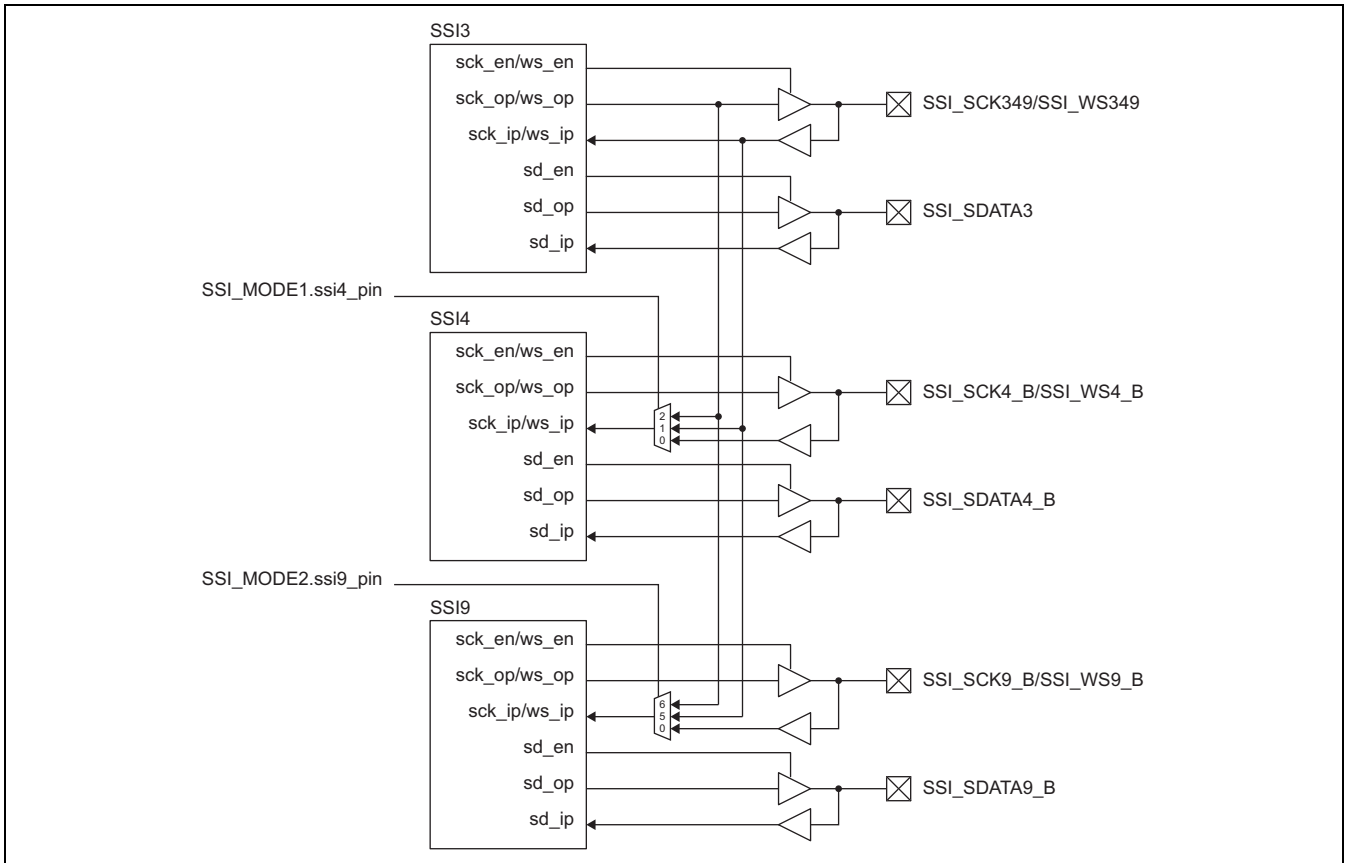 SSI3
sck_en/ws_en
sck_op/ws_op
SSI_SCK349/SSI_WS349
sck_ip/ws_ip
sd_en
sd_op
SSI_SDATA3
sd_ip
SSI_MODE1.ssi4_pin
SSI4
sck_en/ws_en
sck_op/ws_op
SSI_SCK4_B/SSI_WS4_B
sck_ip/ws_ip
2
1
0
sd_en
sd_op
SSI_SDATA4_B
sd_ip
SSI_MODE2.ssi9_pin
SSI9
sck_en/ws_en
sck_op/ws_op
SSI_SCK9_B/SSI_WS9_B
sck_ip/ws_ip
6
5
0
sd_en
sd_op
SSI_SDATA9_B
sd_ip